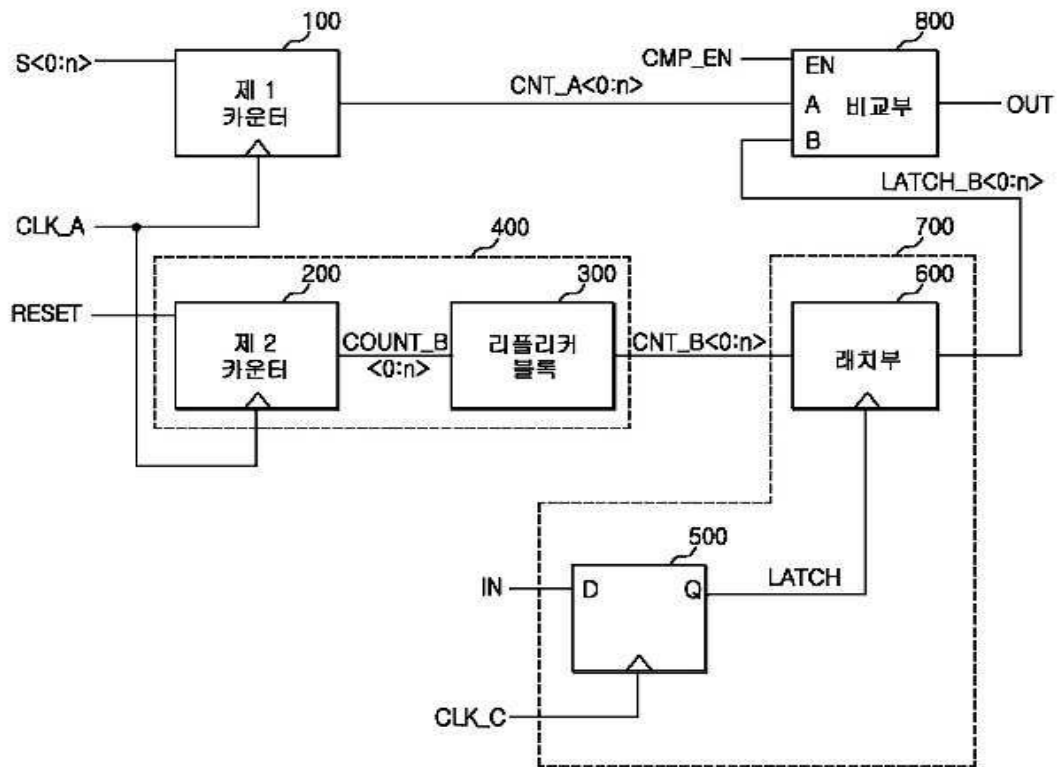 100
S<0:n>
제 1
카운터
CNT_A<0:n>
CMP_EN
800
EN
A
B
비교부
OUT
LATCH_B<0:n>
CLK_A
400
700
RESET
200
제 2
카운터
COUNT_B
<0:n>
300
리플리커
블록
CNT_B<0:n>
600
래치부
500
IN
D
Q
LATCH
CLK_C